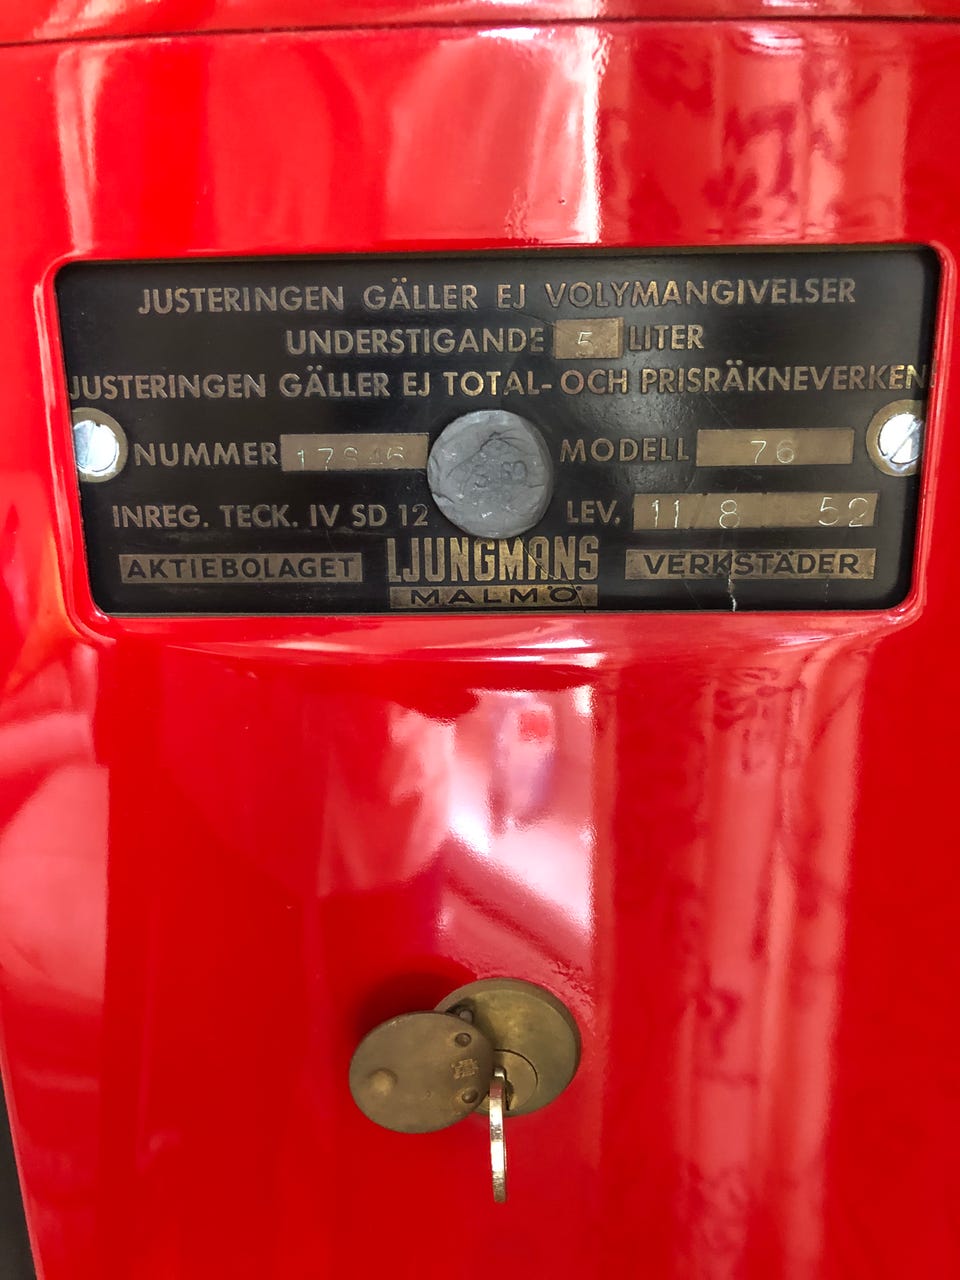 JUSTERINGEN GÄLLER EJ VOLYMANGIVELSER
UNDERSTIGANDE 5 LITER
JUSTERINGEN GÄLLER EJ TOTAL- OCH PRISRÄKNEVERKEN
NUMMER MODELL 76
INREG. TECK. IV SD 12 LEV. 11 8 52
AKTIEBOLAGET LJUNGMANS VERKSTÄDER
MALMÖ